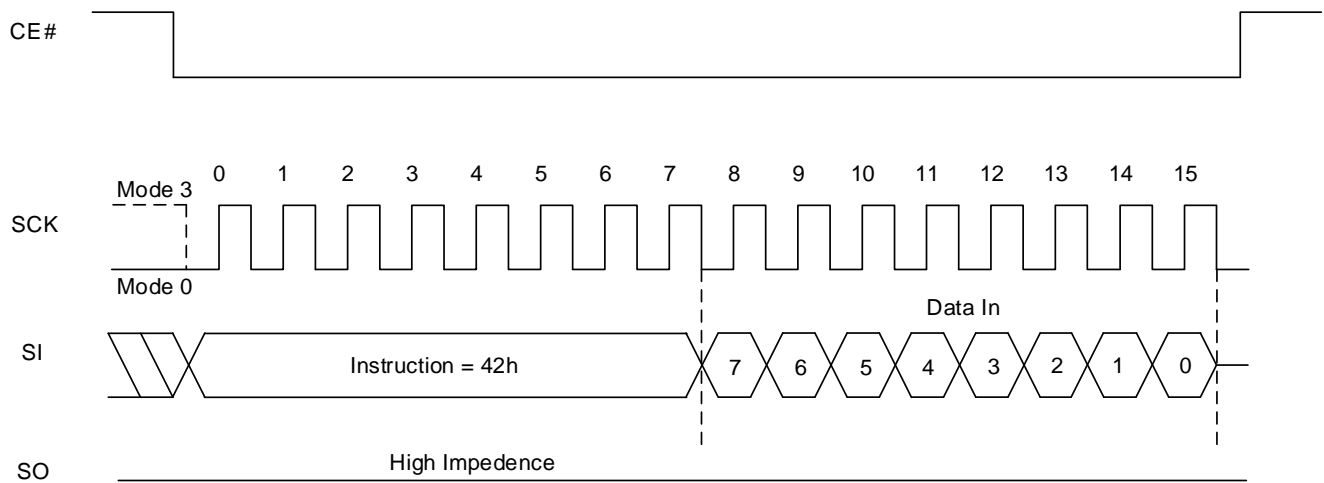 CE#
0 1 2 3 4 5 6 7 8 9 10 11 12 13 14 15
Mode 3
SCK
Mode 0
Data In
SI
Instruction = 42h
7 6 5 4 3 2 1 0
High Impedence
SO